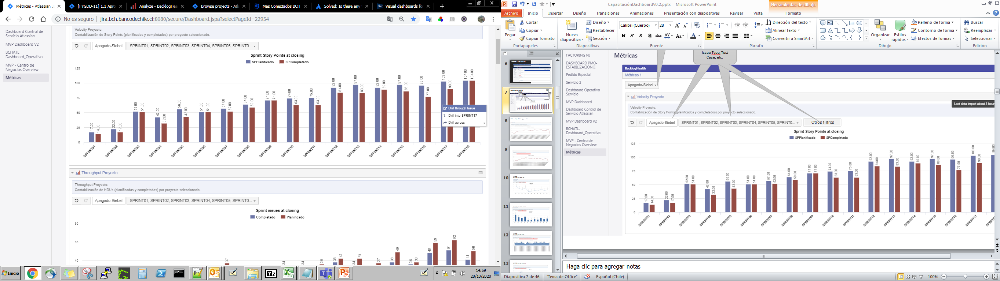 Métricas - Atlassian J
[FYGDD-11] 1.1 Apro
Analyze - BacklogHea
Browse projects - Atl
Mas Conectados BCH
Solved: Is there any
Visual dashboards fo
No es seguro | jira.bch.bancodechile.cl:8080/secure/Dashboard.jspa?selectPageId=22954
Dashboard Control de
Servicio Atlassian
MVP Dashboard V2
BCHATL-
Dashboard_Operativo
MVP - Centro de
Negocios Overview
Métricas
Velocity Proyecto:
Contabilización de Story Points (planificados y completados) por proyecto seleccionado.
Apagado-Siebel SPRINT01, SPRINT02, SPRINT03, SPRINT04, SPRINT05, SPRINT0...
Sprint Story Points at closing
SPPlanificado SPCompletado
125
100
75
50
25
0
17.00 14.00 22.00 17.00 52.00 51.00 42.00 32.00 56.00 43.00 51.00 51.00 57.00 52.00 64.00 59.00 71.00 71.00 74.00 63.00 75.00 63.00 92.00 84.00 97.00 83.00 92.00 89.00 97.00 86.00 96.00 77.00 103.00 90.00 104.00 104.00
SPRINT01 SPRINT02 SPRINT03 SPRINT04 SPRINT05 SPRINT06 SPRINT07 SPRINT08 SPRINT09 SPRINT10 SPRINT11 SPRINT12 SPRINT13 SPRINT14 SPRINT15 SPRINT16 SPRINT17 SPRINT18
Drill through Issue
Drill into SPRINT17
Drill across
Throughput Proyecto
Throughput Proyecto:
Contabilización de HDUs (planificadas y completadas) por proyecto seleccionado.
Apagado-Siebel SPRINT01, SPRINT02, SPRINT03, SPRINT04, SPRINT05, SPRINT0...
Sprint issues at closing
Completado Planificado
80
60
40
37 34 34 36 38 42 34 42 37 38 49 36 38 48 59 51 62 41 50
Inicio
14:59
28/10/2020
CapacitaciónDashboardV0.2.pptx - Microsoft PowerPoint
Herramientas de dibujo
Archivo Inicio Insertar Diseño Transiciones Animaciones Presentación con diapositivas Revisar Vista Formato
Pegar
Cortar
Copiar
Copiar formato
Portapapeles
Nueva
diapositiva
Diseño
Restablecer
Sección
Diapositivas
Calibri (Cuerpo) 28
N K S S abc AV Aa A
Fuente
Dirección del texto
Alinear texto
Convertir a SmartArt
Párrafo
Organizar
Estilos
rápidos
Relleno de forma
Contorno de forma
Efectos de formas
Dibujo
Buscar
Reemplazar
Seleccionar
Edición
6
7
8
9
10
11
12
13
FACTORING NI
DASHBOARD PMO-
ESTABILIZACIÓN II
Pedido Especial
Servicio 2
Dashboard Operativo
Servicio
MVP Dashboard
Dashboard Control de
Servicio Atlassian
MVP Dashboard V2
BCHATL-
Dashboard_Operativo
MVP - Centro de
Negocios Overview
Métricas
Métricas
Issue Type, Test
Case, etc.
BacklogHealth
Métricas 1
Apagado-Siebel
Velocity Proyecto
Last data import about 8 hour
Velocity Proyecto:
Contabilización de Story Points (planificados y completados) por proyecto seleccionado.
Apagado-Siebel SPRINT01, SPRINT02, SPRINT03, SPRINT04, SPRINT05, SPRINT0... Otros filtros
Sprint Story Points at closing
SPPlanificado SPCompletado
125
100
75
50
25
0
17.00 14.00 22.00 17.00 52.00 51.00 42.00 32.00 56.00 43.00 51.00 51.00 57.00 52.00 64.00 59.00 71.00 71.00 74.00 63.00 75.00 63.00 92.00 84.00 97.00 83.00 92.00 89.00 97.00 86.00 96.00 77.00 103.00 90.00 104.00
SPRINT01 SPRINT02 SPRINT03 SPRINT04 SPRINT05 SPRINT06 SPRINT07 SPRINT08 SPRINT09 SPRINT10 SPRINT11 SPRINT12 SPRINT13 SPRINT14 SPRINT15 SPRINT16 SPRINT17
Haga clic para agregar notas
Diapositiva 7 de 46 "Tema de Office" Español (Chile) 100%